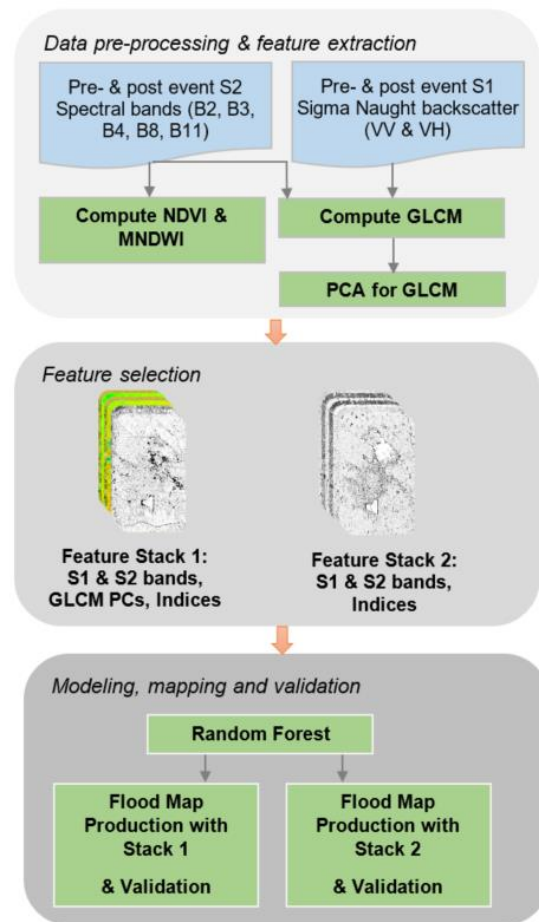 Data pre-processing & feature extraction
Pre- & post event S2
Spectral bands (B2, B3,
B4, B8, B11)
Pre- & post event S1
Sigma Naught backscatter
(VV & VH)
Compute NDVI &
MNDWI
Compute GLCM
PCA for GLCM
Feature selection
Feature Stack 1:
S1 & S2 bands,
GLCM PCs, Indices
Feature Stack 2:
S1 & S2 bands,
Indices
Modeling, mapping and validation
Random Forest
Flood Map
Production with
Stack 1
& Validation
Flood Map
Production with
Stack 2
& Validation